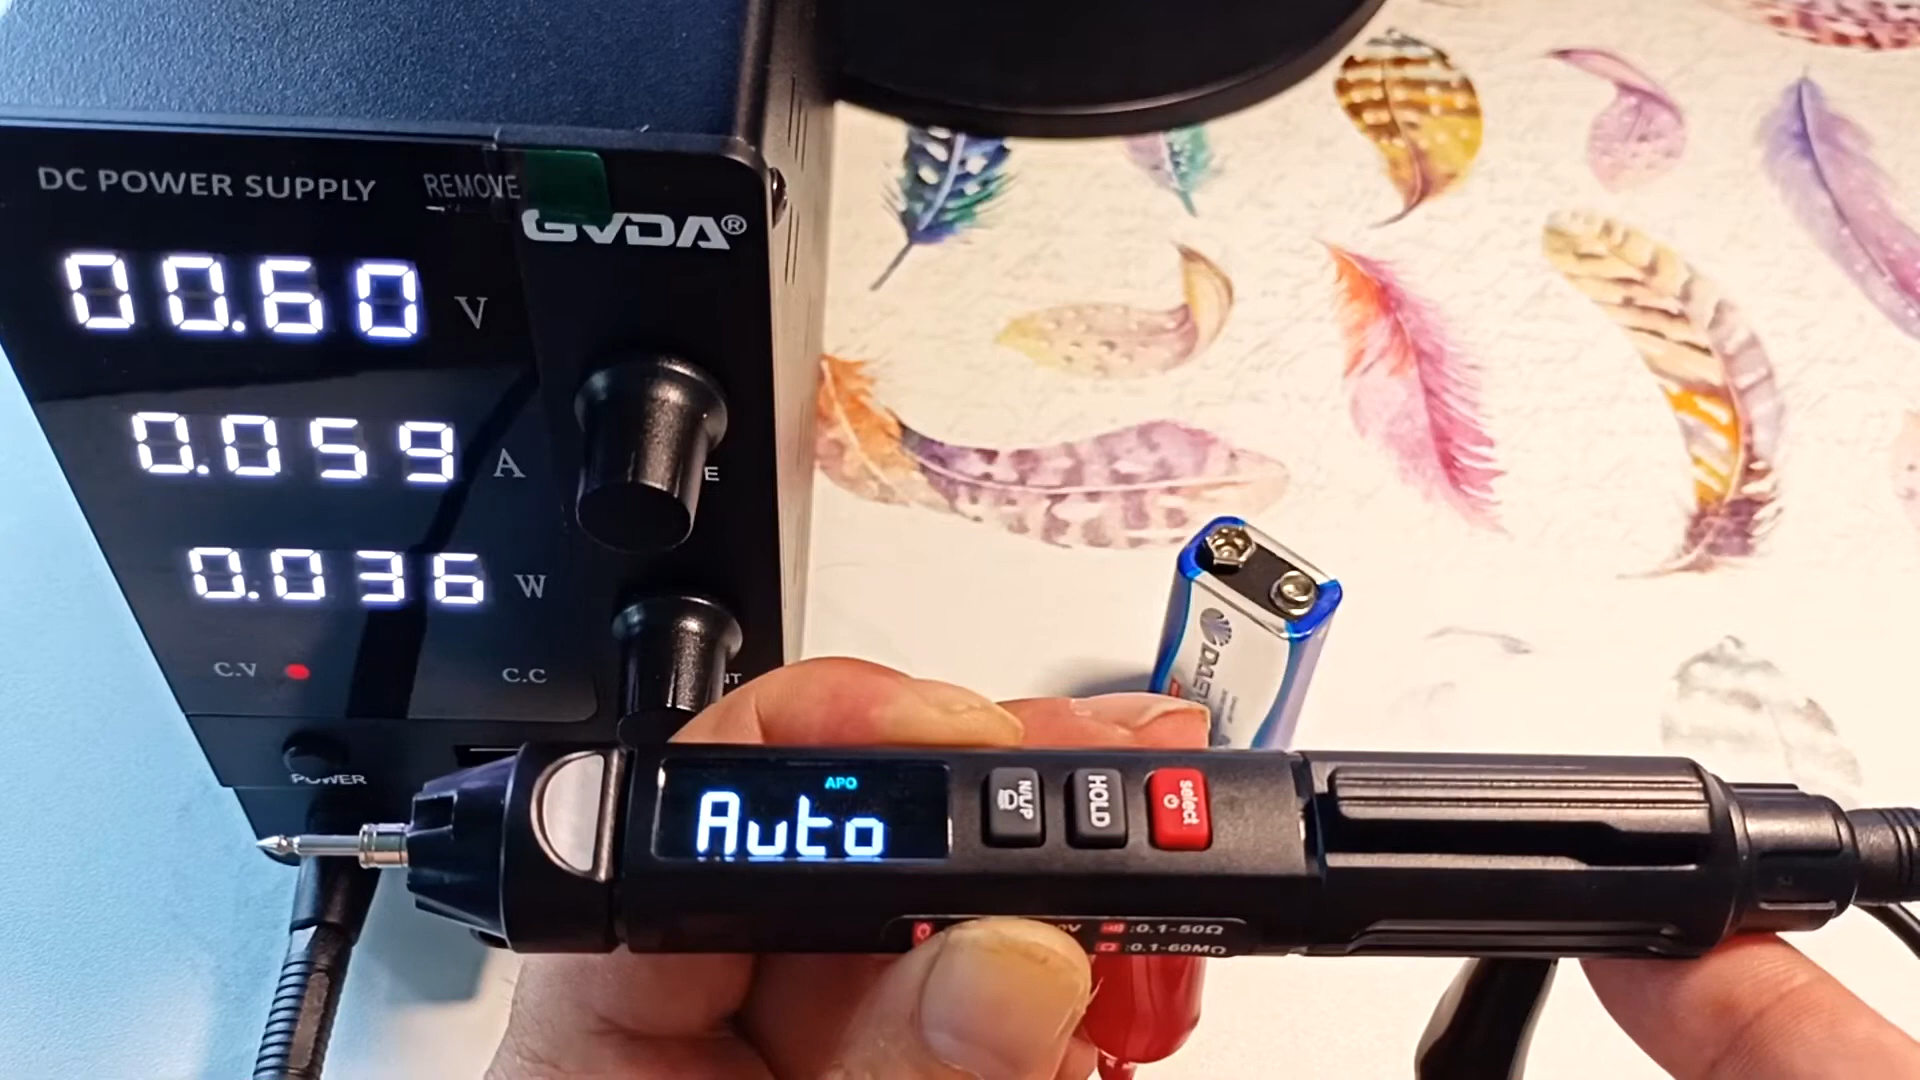 DC POWER SUPPLY
REMOVE
GVDA®
00.60 V
0.059 A
E
0.036 W
C.V
C.C
NT
POWER
APO
Auto
N/L/P
HOLD
select
V
:0.1-50Ω
Ω :0.1-60MΩ